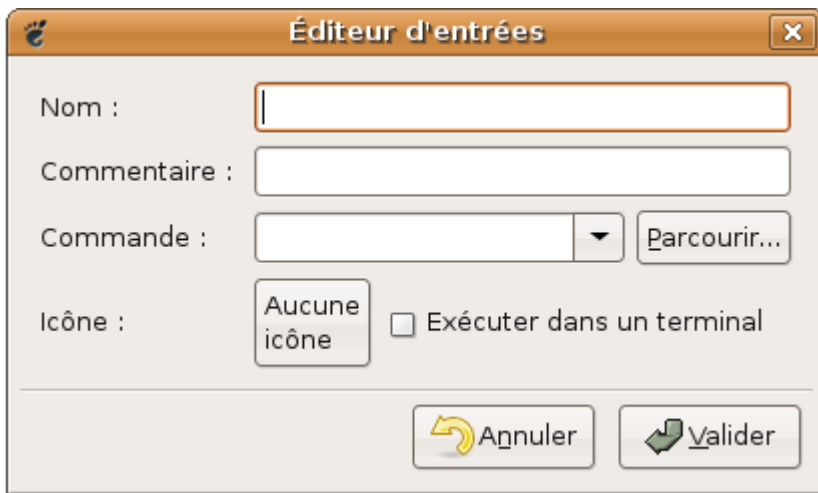 Éditeur d'entrées
Nom :
Commentaire :
Commande :
Parcourir...
Icône :
Aucune
icône
Exécuter dans un terminal
Annuler
Valider